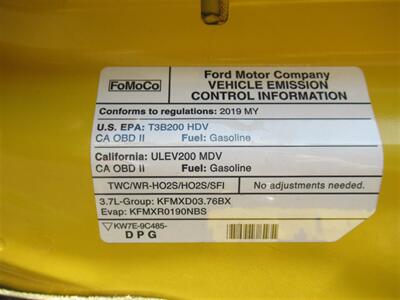 FoMoCo
Ford Motor Company
VEHICLE EMISSION
CONTROL INFORMATION
Conforms to regulations: 2019 MY
U.S. EPA: T3B200 HDV
CA OBD II Fuel: Gasoline
California: ULEV200 MDV
CA OBD II Fuel: Gasoline
TWC/WR-HO2S/HO2S/SFI No adjustments needed.
3.7L-Group: KFMXD03.76BX
Evap: KFMXR0190NBS
KW7E-9C485-
DPG